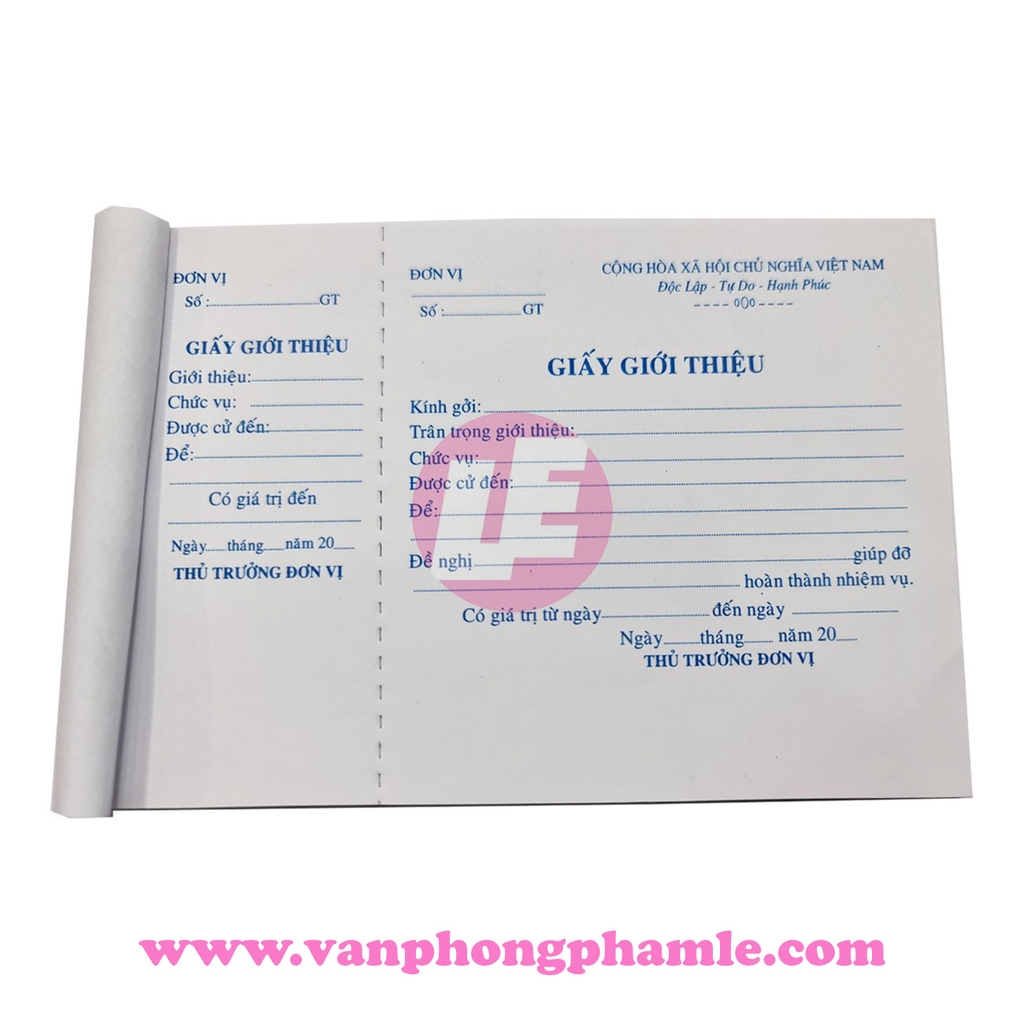 ĐƠN VỊ
Số :....................GT
GIẤY GIỚI THIỆU
Giới thiệu:....................
Chức vụ: ....................
Được cử đến:....................
Để:....................
....................
Có giá trị đến
....................
Ngày......tháng......năm 20......
THỦ TRƯỞNG ĐƠN VỊ
ĐƠN VỊ
....................
Số :....................GT
CỘNG HÒA XÃ HỘI CHỦ NGHĨA VIỆT NAM
Độc Lập - Tự Do - Hạnh Phúc
---- o0o ----
GIẤY GIỚI THIỆU
Kính gởi:....................
Trân trọng giới thiệu:....................
Chức vụ:....................
Được cử đến:....................
Để:....................
....................
Đề nghị....................giúp đỡ
.................... hoàn thành nhiệm vụ.
Có giá trị từ ngày....................đến ngày ....................
Ngày.........tháng......... năm 20......
THỦ TRƯỞNG ĐƠN VỊ
LE
www.vanphongphamle.com